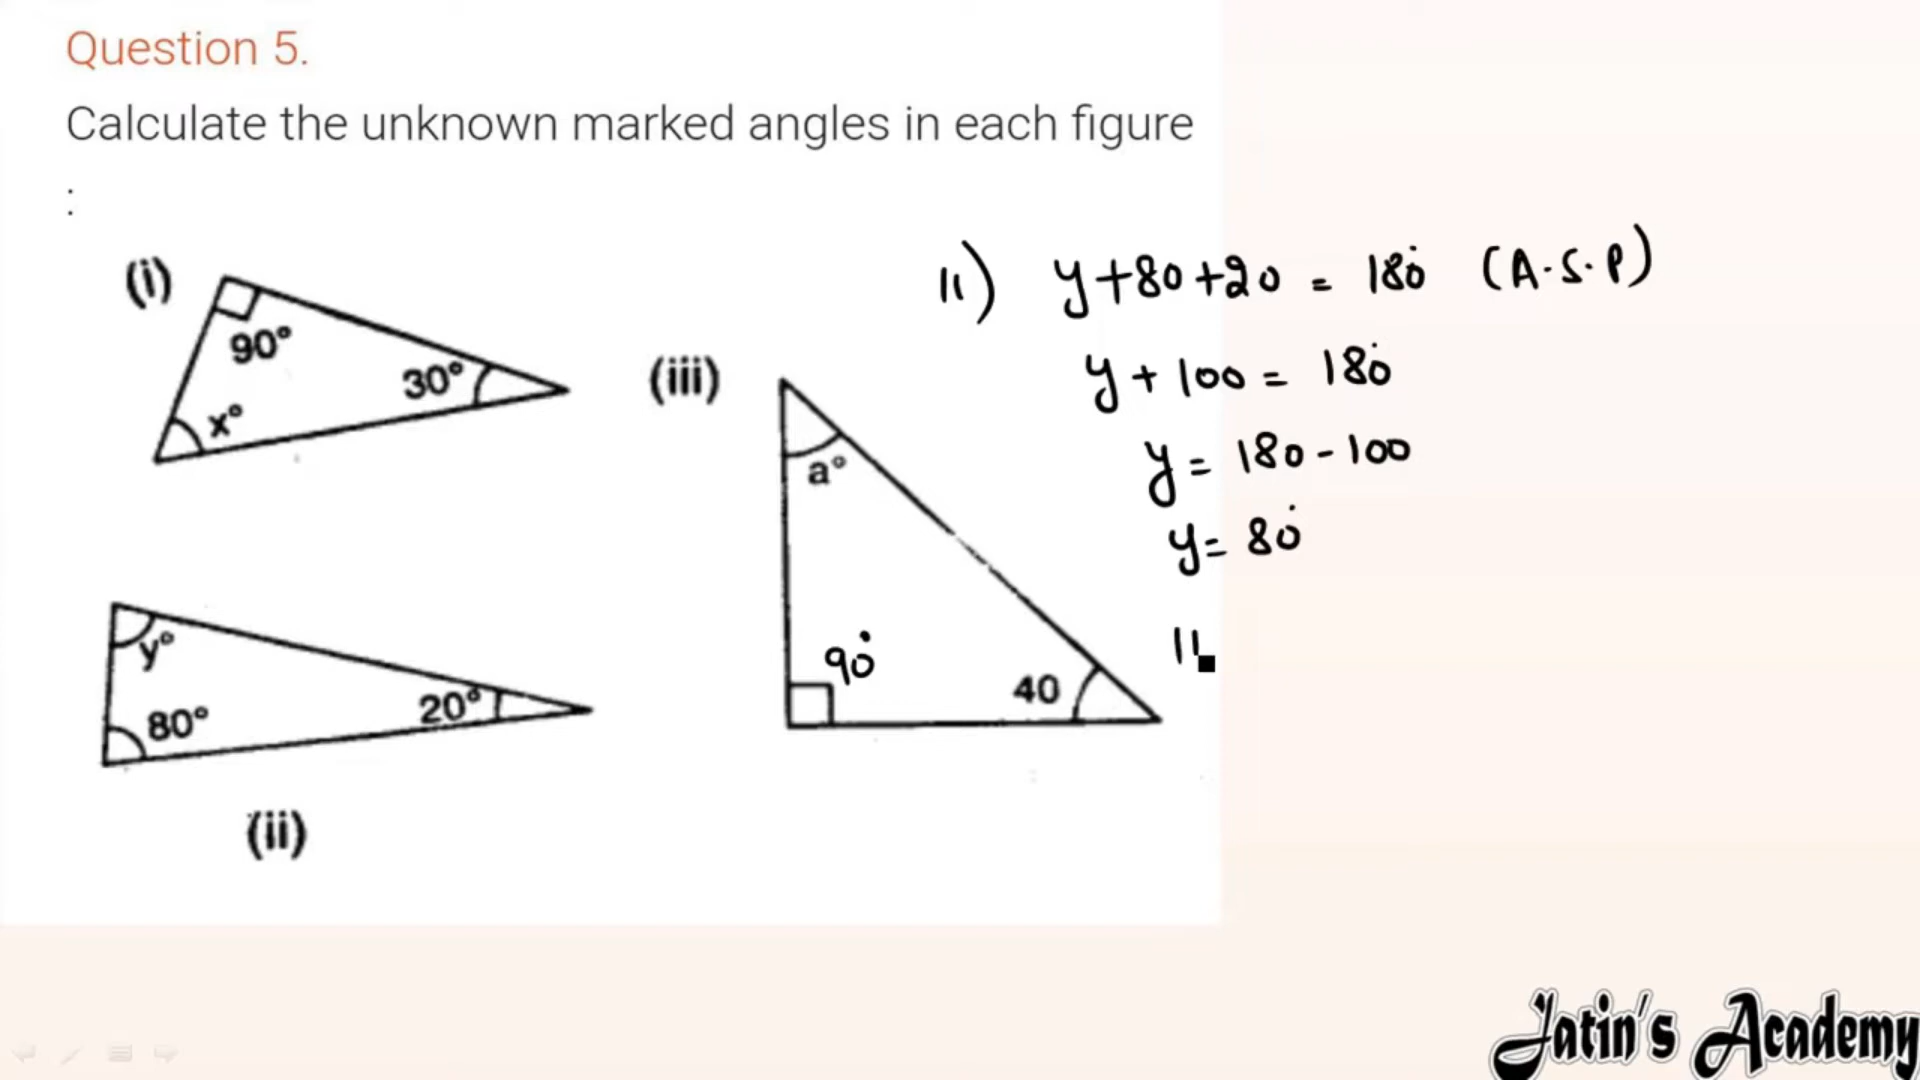 Question 5.
Calculate the unknown marked angles in each figure
:
(i)
90°
30°
x°
(iii)
a°
90°
40
y°
80°
20°
(ii)
II) y+80+20 = 180° (A.S.P)
y + 100 = 180°
y = 180 - 100
y = 80°
II
Jatin's Academy